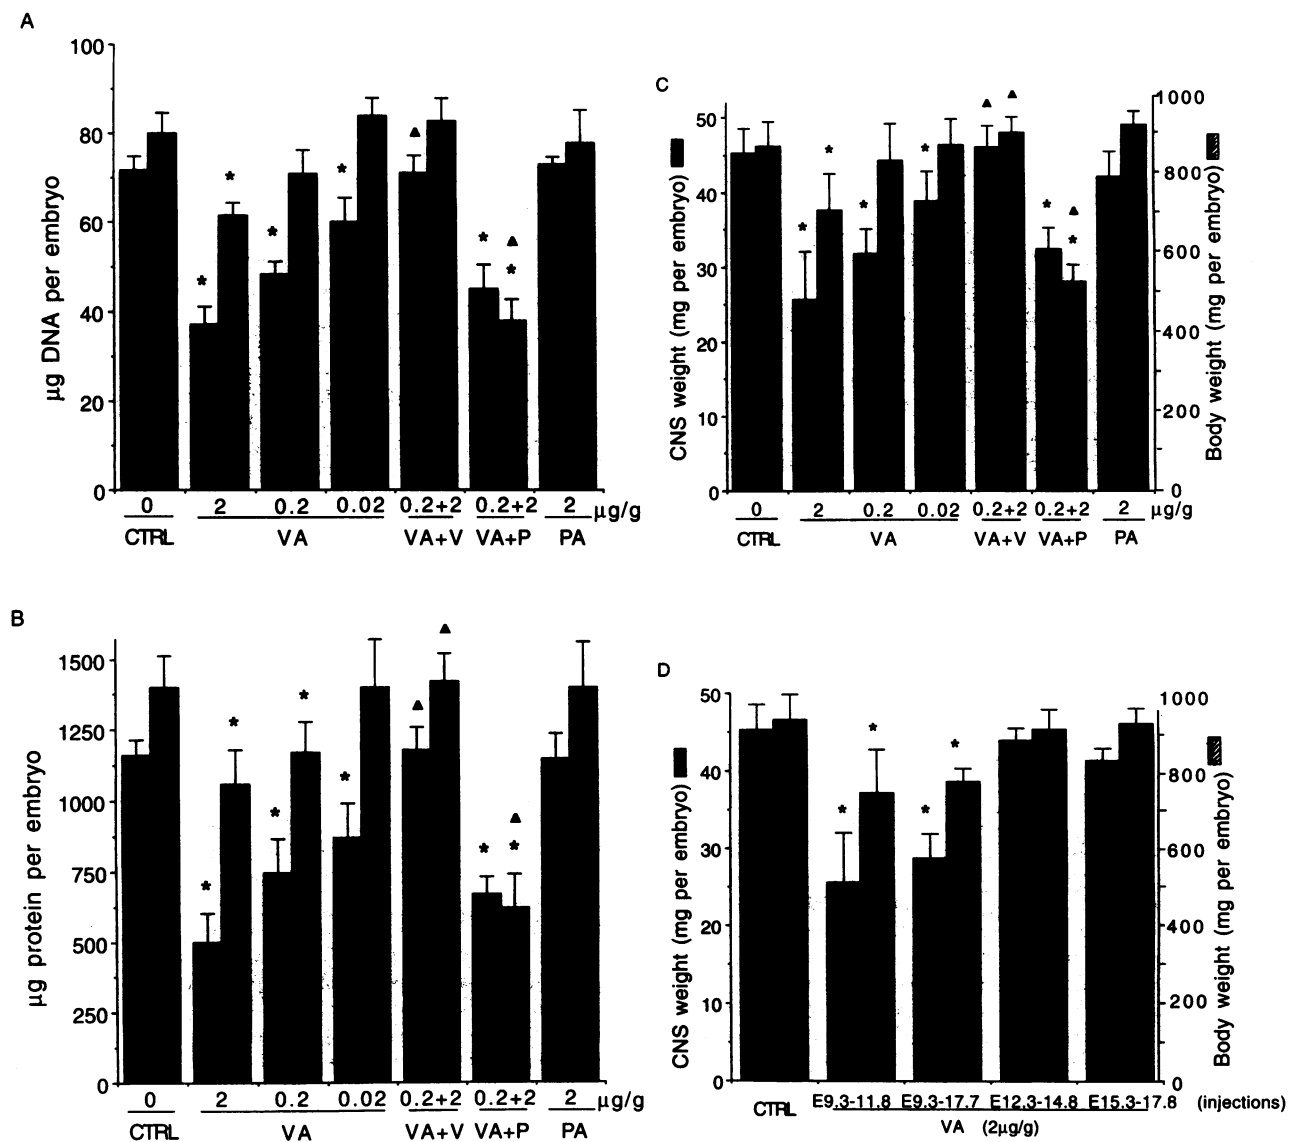 A
100
80
60
40
20
0
µg DNA per embryo
* * * * ▲ * ▲ *
0 2 0.2 0.02 0.2+2 0.2+2 2 µg/g
CTRL VA VA+V VA+P PA
B
1500
1250
1000
750
500
250
0
µg protein per embryo
* * * * * ▲ ▲ * ▲ *
0 2 0.2 0.02 0.2+2 0.2+2 2 µg/g
CTRL VA VA+V VA+P PA
C
50
40
30
20
10
0
CNS weight (mg per embryo)
* * * * ▲ ▲ * ▲ *
1000
800
600
400
200
0
Body weight (mg per embryo)
0 2 0.2 0.02 0.2+2 0.2+2 2 µg/g
CTRL VA VA+V VA+P PA
D
50
40
30
20
10
0
CNS weight (mg per embryo)
* * * *
1000
800
600
400
200
0
Body weight (mg per embryo)
CTRL E9.3-11.8 E9.3-17.7 E12.3-14.8 E15.3-17.8 (injections)
VA (2µg/g)